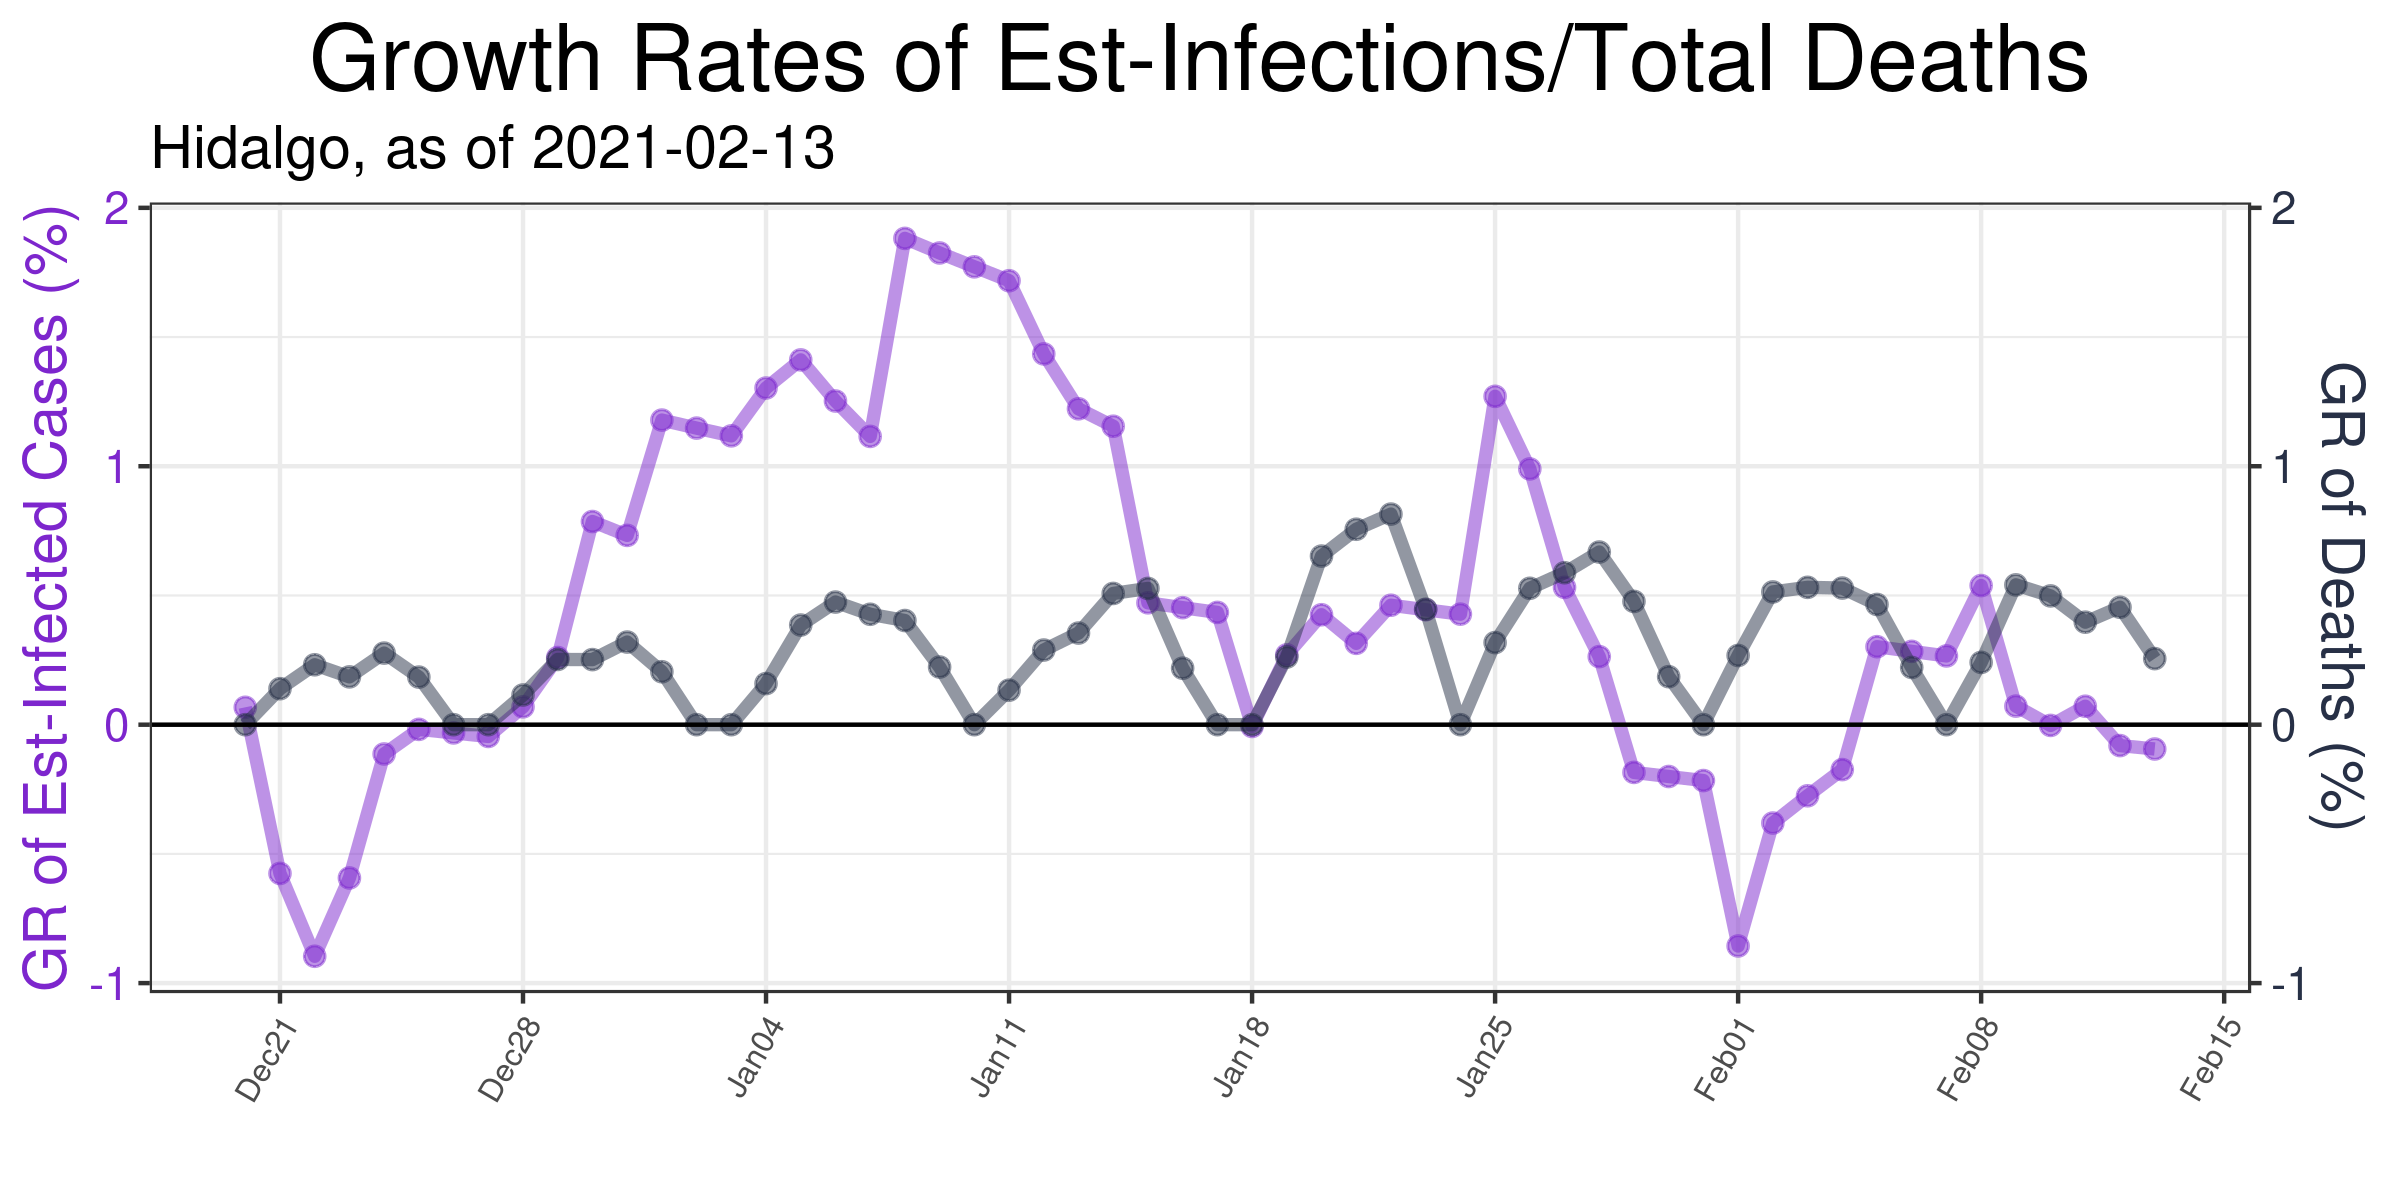 Growth Rates of Est-Infections/Total Deaths
Hidalgo, as of 2021-02-13
GR of Est-Infected Cases (%)
2
1
0
-1
2
1
0
-1
GR of Deaths (%)
Dec21
Dec28
Jan04
Jan11
Jan18
Jan25
Feb01
Feb08
Feb15